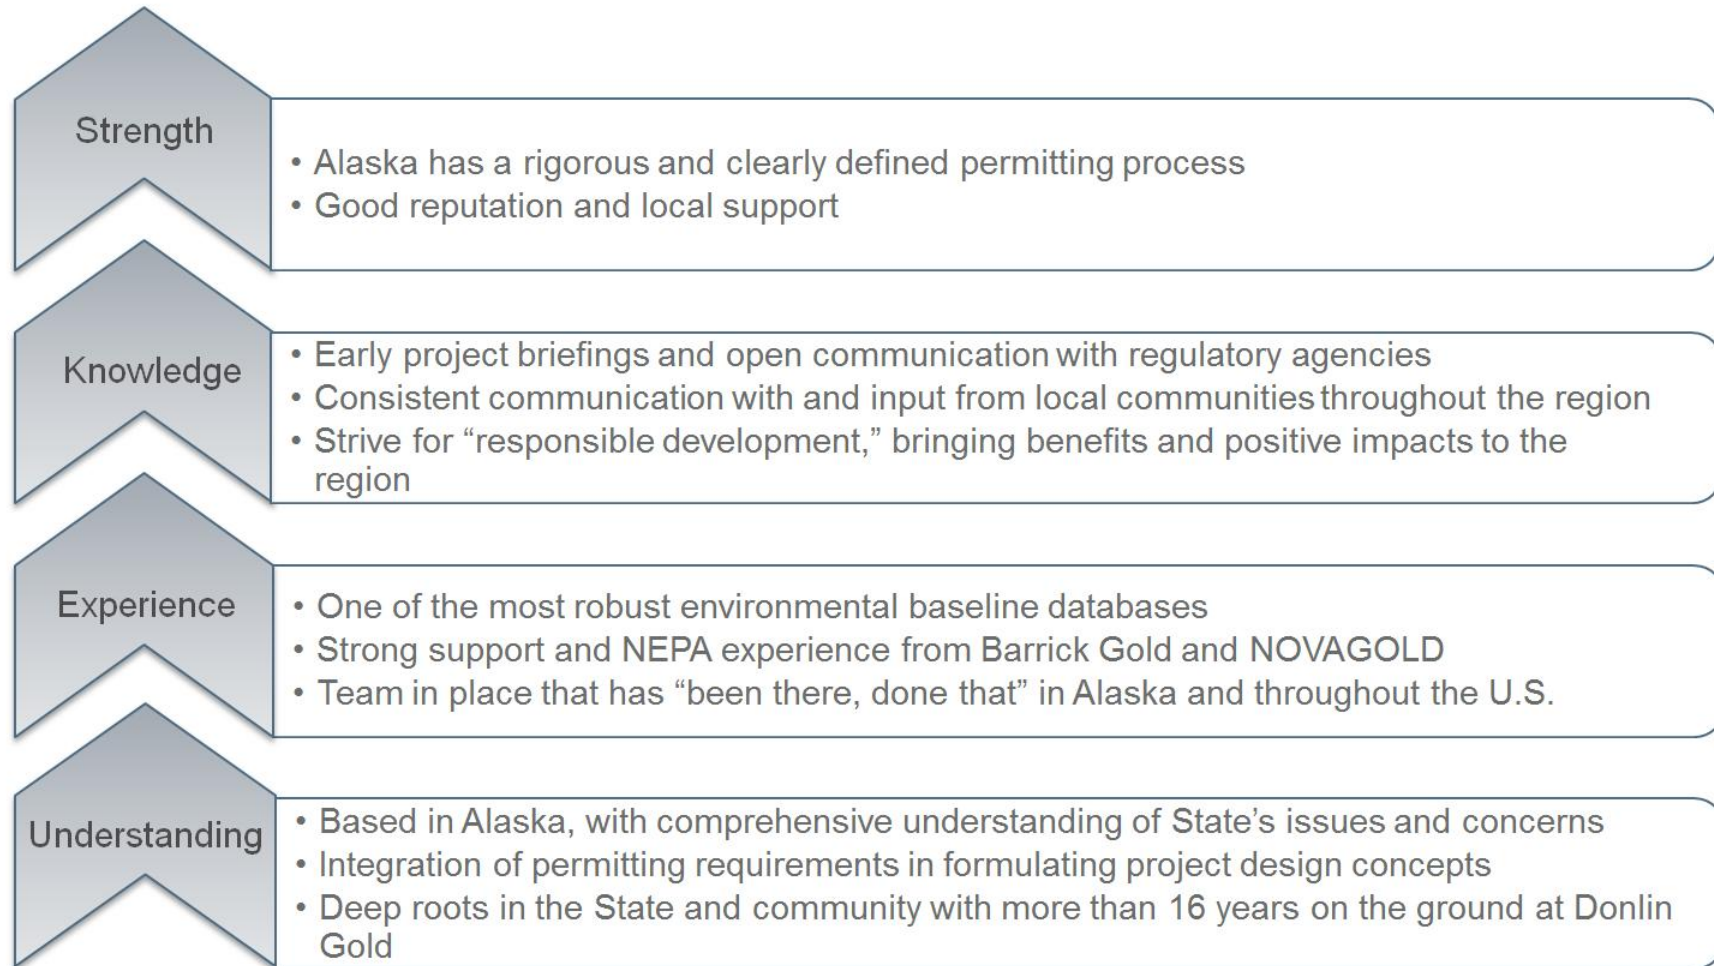 Strength
• Alaska has a rigorous and clearly defined permitting process
• Good reputation and local support
Knowledge
• Early project briefings and open communication with regulatory agencies
• Consistent communication with and input from local communities throughout the region
• Strive for “responsible development,” bringing benefits and positive impacts to the
region
Experience
• One of the most robust environmental baseline databases
• Strong support and NEPA experience from Barrick Gold and NOVAGOLD
• Team in place that has “been there, done that” in Alaska and throughout the U.S.
Understanding
• Based in Alaska, with comprehensive understanding of State’s issues and concerns
• Integration of permitting requirements in formulating project design concepts
• Deep roots in the State and community with more than 16 years on the ground at Donlin
Gold